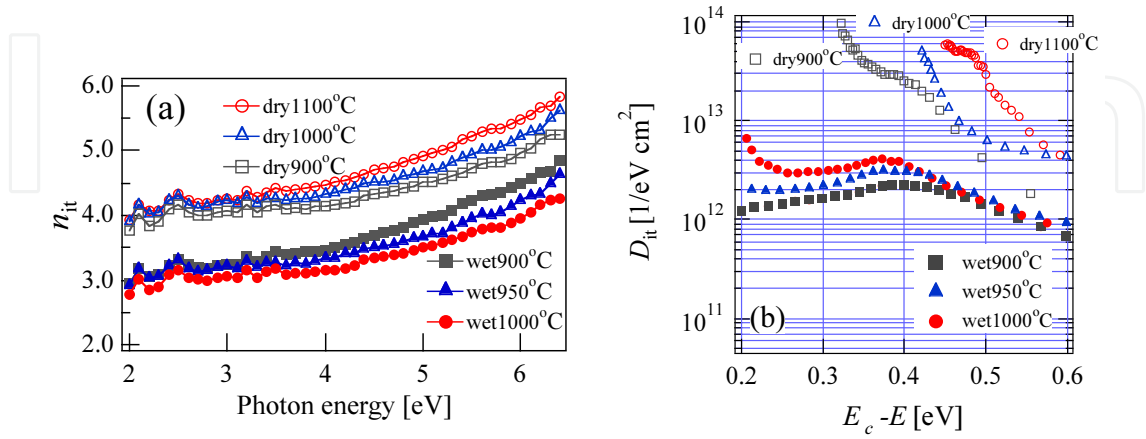 (a)
dry1100°C
dry1000°C
dry900°C
wet900°C
wet950°C
wet1000°C
6.0
5.0
4.0
3.0
2.0
n_it
2 3 4 5 6
Photon energy [eV]
dry1000°C
dry1100°C
dry900°C
wet900°C
wet950°C
wet1000°C
(b)
10^14
10^13
10^12
10^11
D_it [1/eV cm^2]
0.2 0.3 0.4 0.5 0.6
E_c -E [eV]